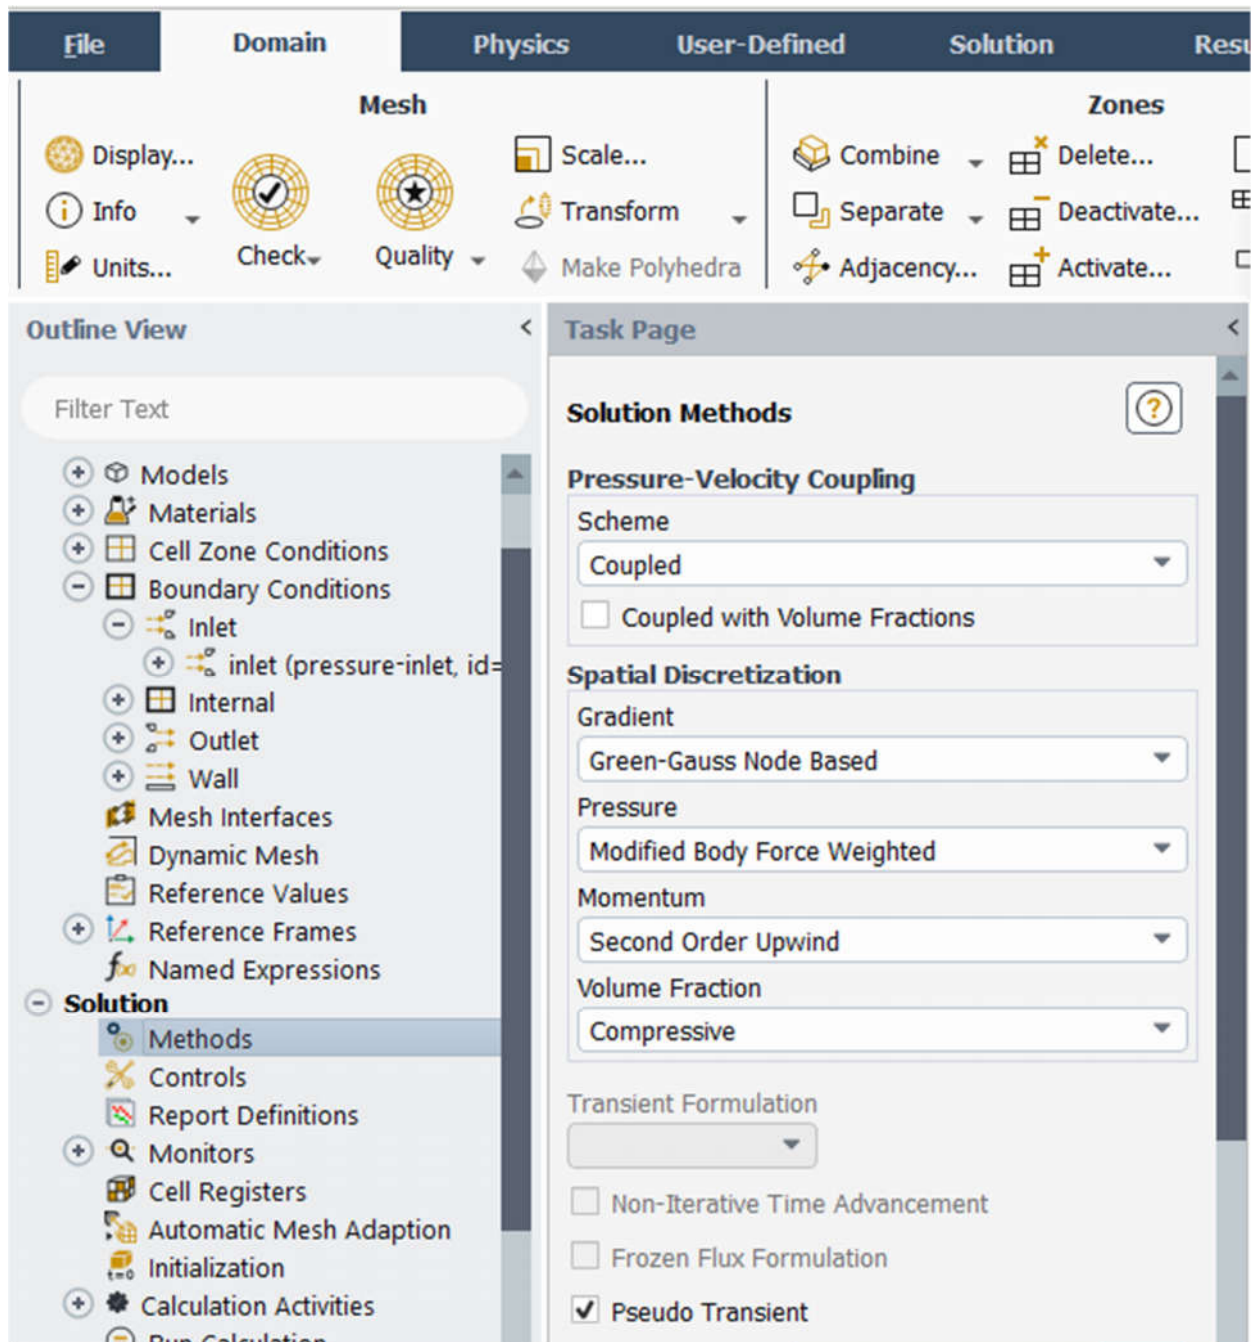 File Domain Physics User-Defined Solution
Mesh
Display...
Info
Units...
Check
Quality
Scale...
Transform
Make Polyhedra
Zones
Combine
Separate
Adjacency...
Delete...
Deactivate...
Activate...
Outline View
Filter Text
Models
Materials
Cell Zone Conditions
Boundary Conditions
Inlet
inlet (pressure-inlet, id=
Internal
Outlet
Wall
Mesh Interfaces
Dynamic Mesh
Reference Values
Reference Frames
Named Expressions
Solution
Methods
Controls
Report Definitions
Monitors
Cell Registers
Automatic Mesh Adaption
Initialization
Calculation Activities
Run Calculation
Task Page
Solution Methods
Pressure-Velocity Coupling
Scheme
Coupled
Coupled with Volume Fractions
Spatial Discretization
Gradient
Green-Gauss Node Based
Pressure
Modified Body Force Weighted
Momentum
Second Order Upwind
Volume Fraction
Compressive
Transient Formulation
Non-Iterative Time Advancement
Frozen Flux Formulation
Pseudo Transient